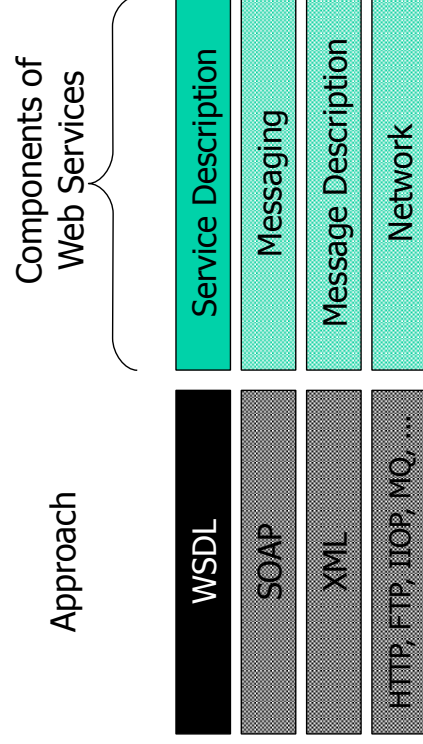 Approach
Components of
Web Services
WSDL
Service Description
SOAP
Messaging
XML
Message Description
HTTP, FTP, IIOP, MQ, ...
Network